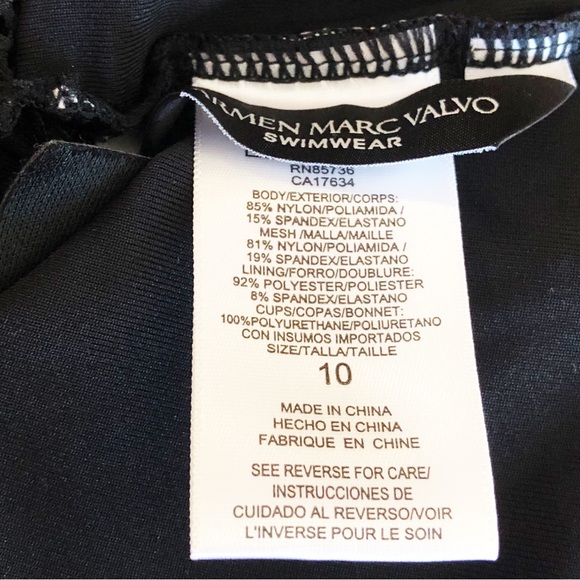 MARC VALVO
SWIMWEAR
RN85736
CA17634
BODY/EXTERIOR/CORPS:
85% NYLON/POLIAMIDA/
15% SPANDEX/ELASTANO
MESH/MALLA/MAILLE
81% NYLON/POLIAMIDA/
19% SPANDEX/ELASTANO
LINING/FORRO/DOUBLURE:
92% POLYESTER/POLIESTER
8% SPANDEX/ELASTANO
CUPS/COPAS/BONNET:
100%POLYURETHANE/POLIURETANO
CON INSUMOS IMPORTADOS
SIZE/TALLA/TAILLE
10
MADE IN CHINA
HECHO EN CHINA
FABRIQUE EN CHINE
SEE REVERSE FOR CARE/
INSTRUCCIONES DE
CUIDADO AL REVERSO/VOIR
L'INVERSE POUR LE SOIN